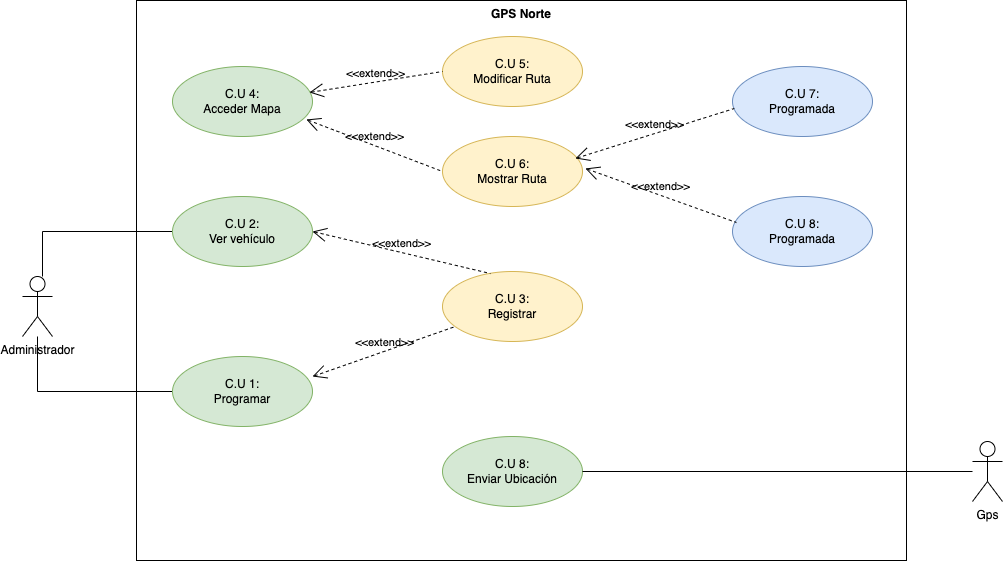 GPS Norte
C.U 5:
Modificar Ruta
<<extend>>
C.U 4:
Acceder Mapa
C.U 7:
Programada
<<extend>>
<<extend>>
C.U 6:
Mostrar Ruta
<<extend>>
C.U 2:
Ver vehículo
C.U 8:
Programada
<<extend>>
C.U 3:
Registrar
Administrador
<<extend>>
C.U 1:
Programar
C.U 8:
Enviar Ubicación
Gps